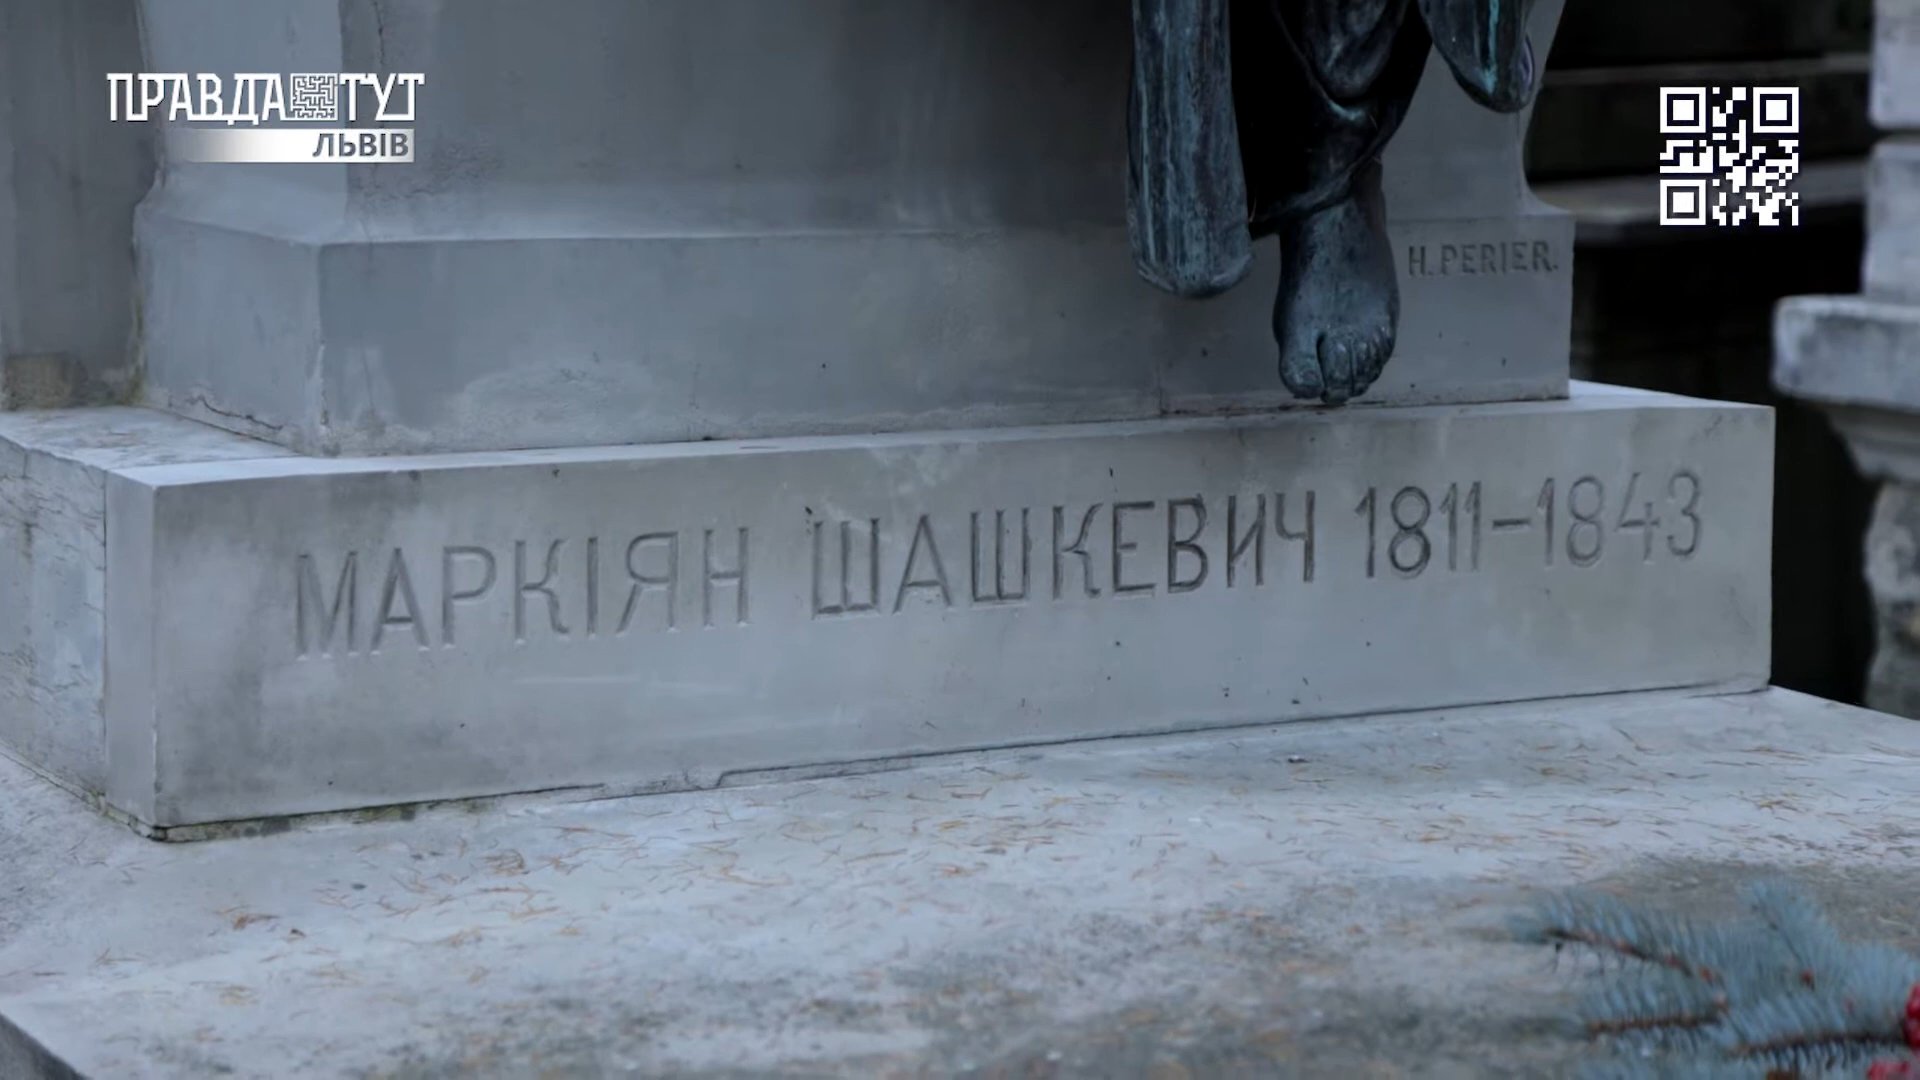 ПРАВДА ТУТ
ЛЬВІВ
H. PERIER.
МАРКІЯН ШАШКЕВИЧ 1811-1843